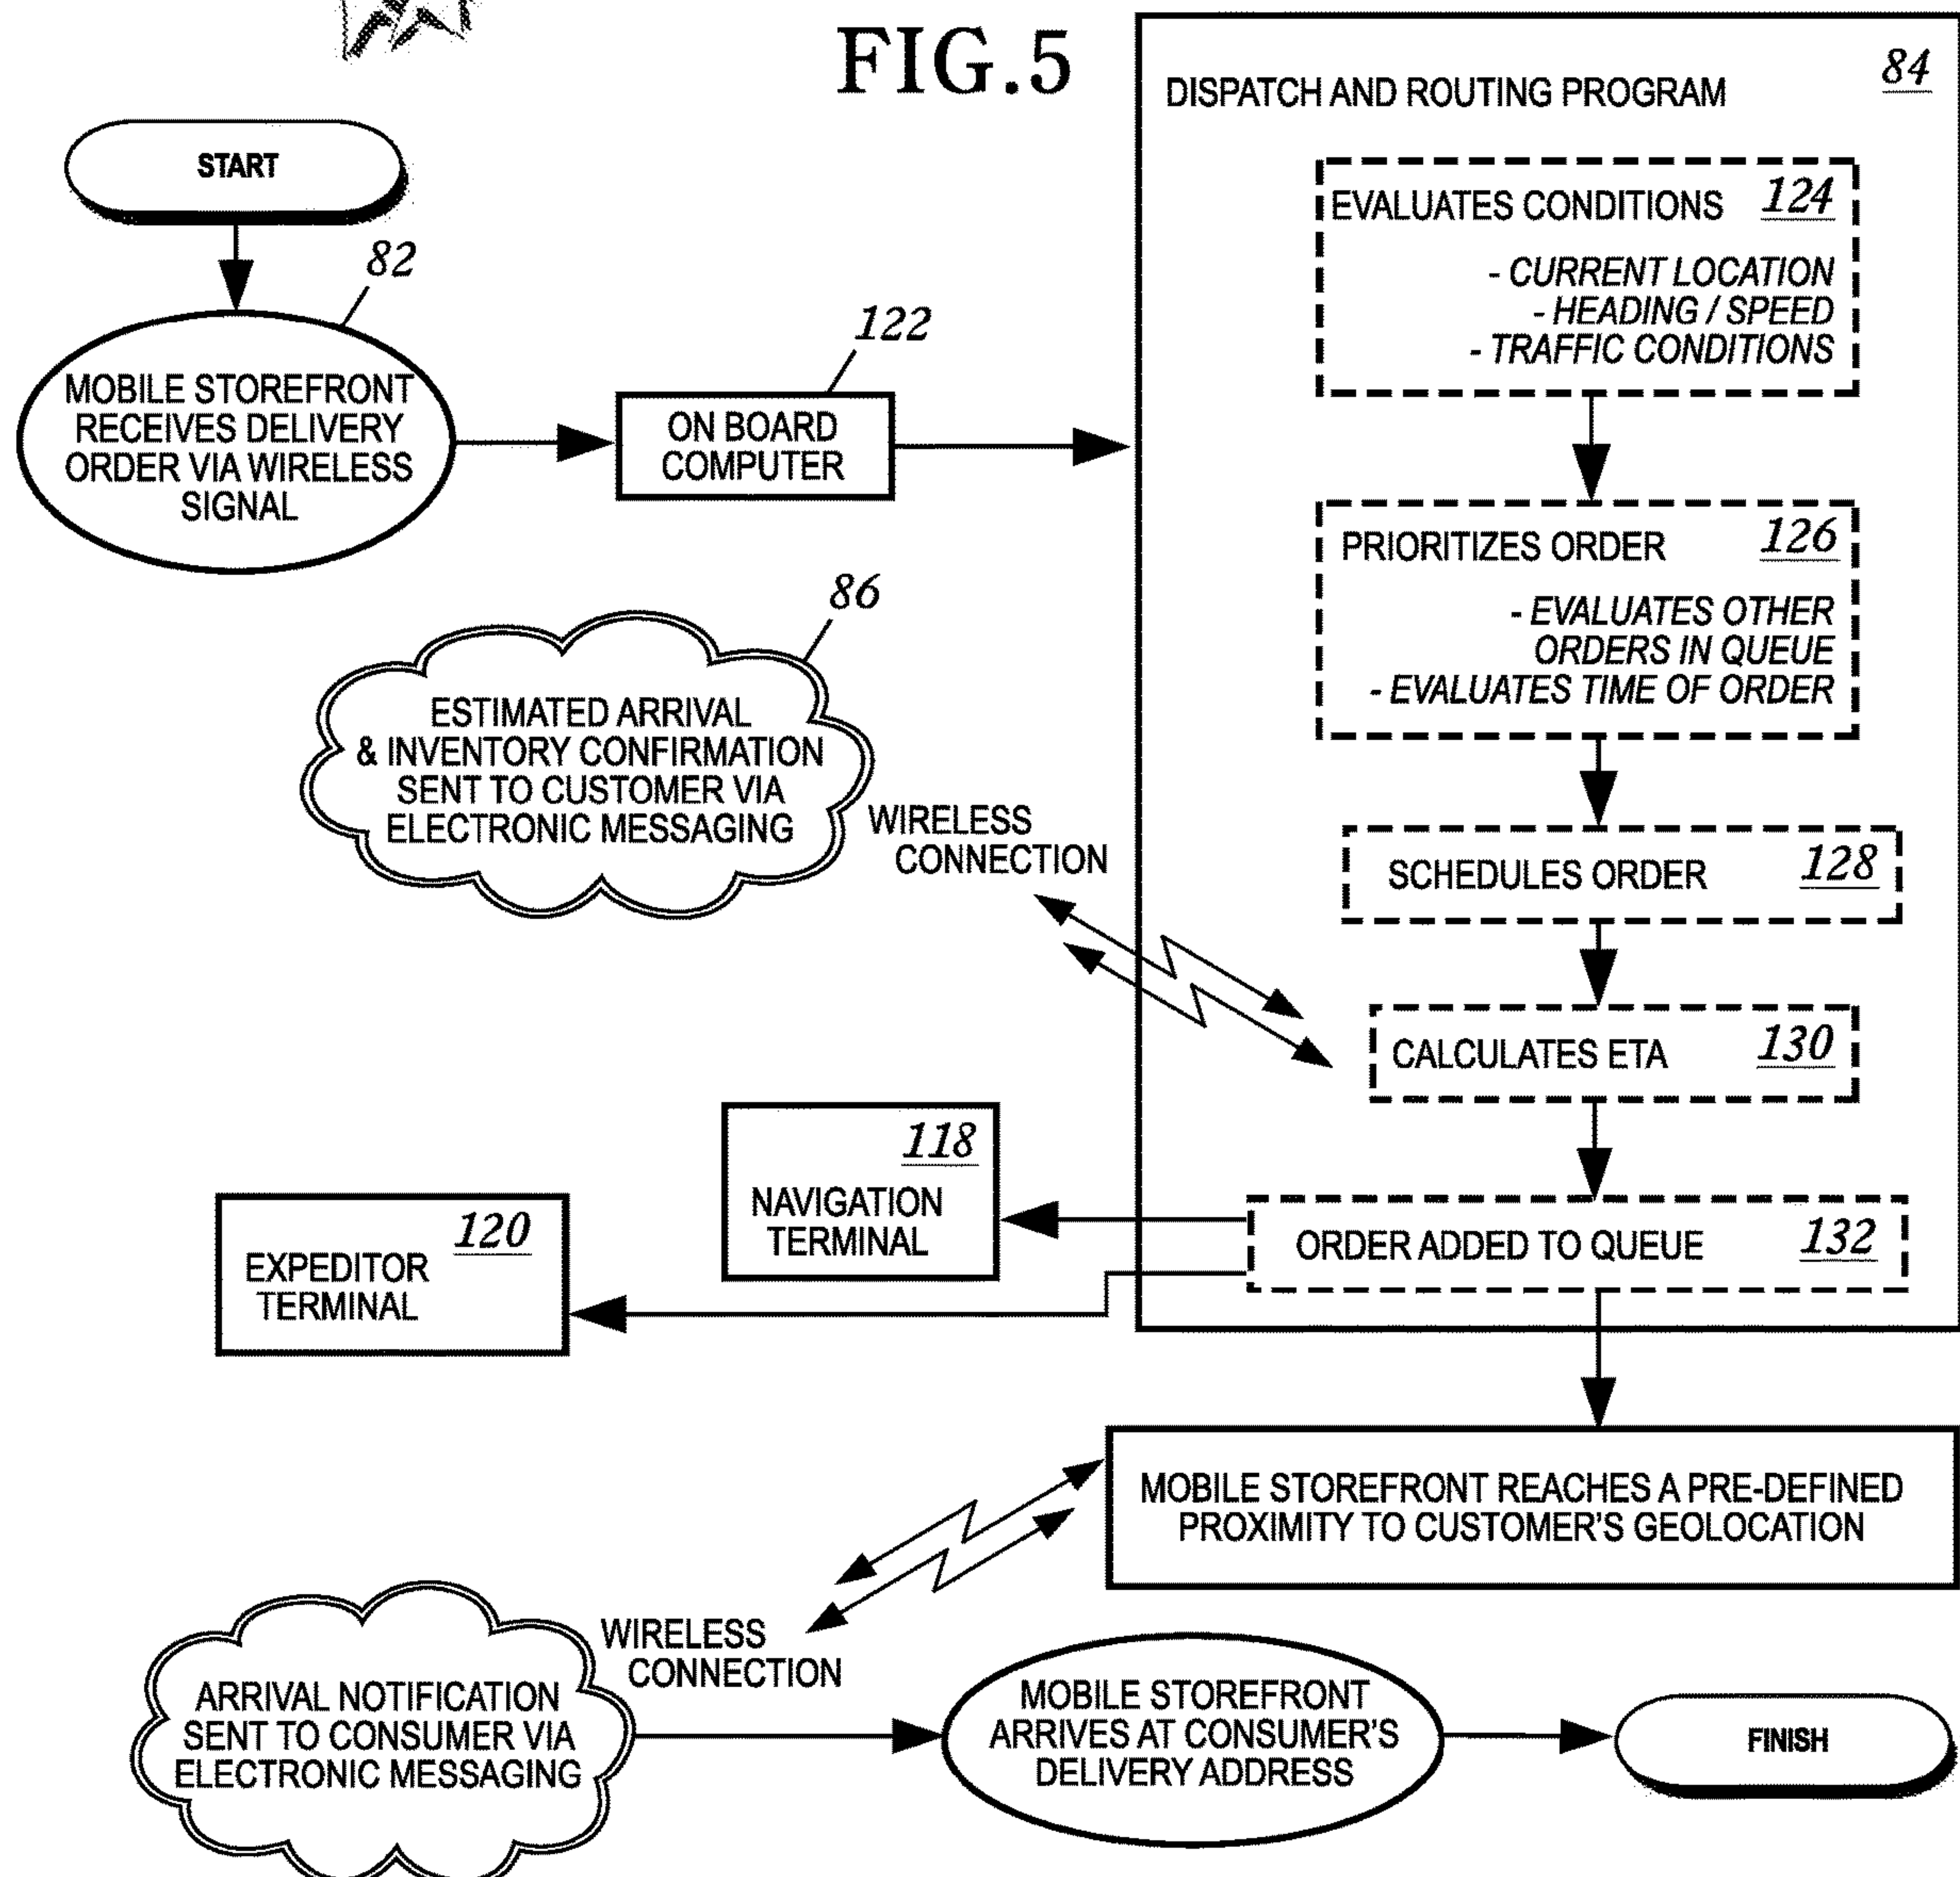 FIG.5
START
82
MOBILE STOREFRONT
RECEIVES DELIVERY
ORDER VIA WIRELESS
SIGNAL
122
ON BOARD
COMPUTER
DISPATCH AND ROUTING PROGRAM 84
EVALUATES CONDITIONS 124
- CURRENT LOCATION
- HEADING / SPEED
- TRAFFIC CONDITIONS
PRIORITIZES ORDER 126
- EVALUATES OTHER
ORDERS IN QUEUE
- EVALUATES TIME OF ORDER
SCHEDULES ORDER 128
CALCULATES ETA 130
ORDER ADDED TO QUEUE 132
86
ESTIMATED ARRIVAL
& INVENTORY CONFIRMATION
SENT TO CUSTOMER VIA
ELECTRONIC MESSAGING
WIRELESS
CONNECTION
118
NAVIGATION
TERMINAL
120
EXPEDITOR
TERMINAL
MOBILE STOREFRONT REACHES A PRE-DEFINED
PROXIMITY TO CUSTOMER'S GEOLOCATION
WIRELESS
CONNECTION
ARRIVAL NOTIFICATION
SENT TO CONSUMER VIA
ELECTRONIC MESSAGING
MOBILE STOREFRONT
ARRIVES AT CONSUMER'S
DELIVERY ADDRESS
FINISH